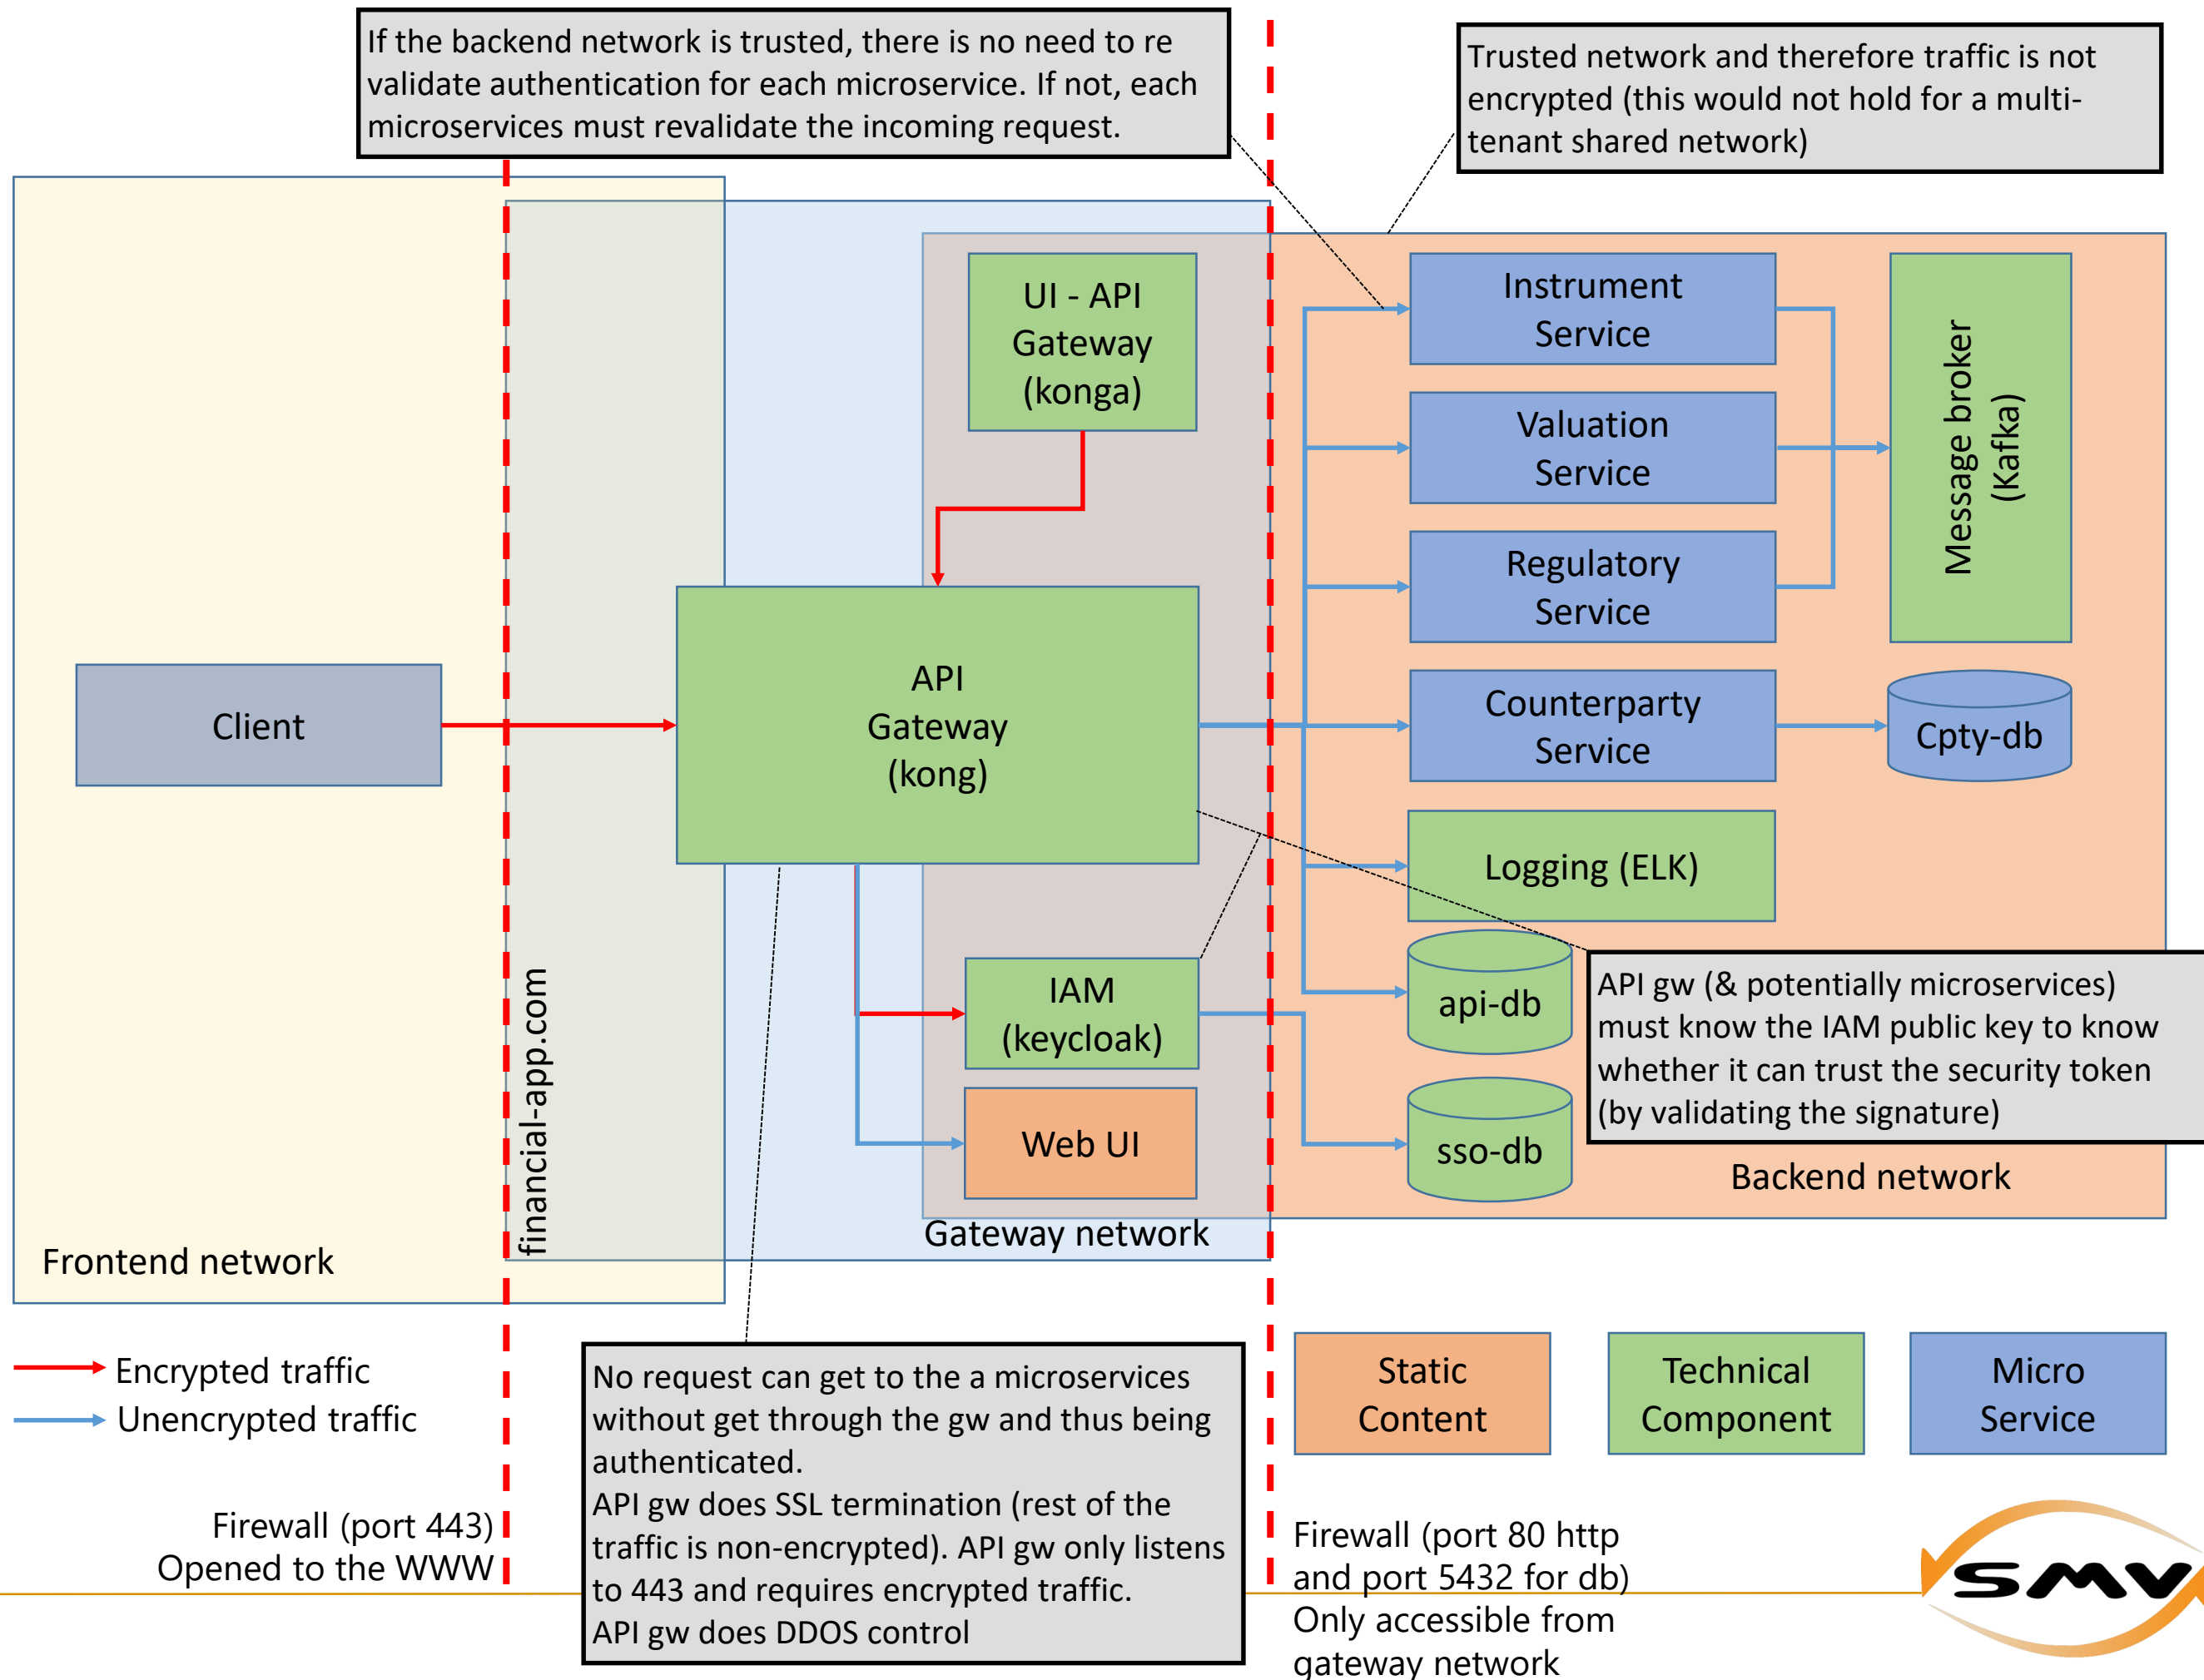 If the backend network is trusted, there is no need to re
validate authentication for each microservice. If not, each
microservices must revalidate the incoming request.
Trusted network and therefore traffic is not
encrypted (this would not hold for a multi-
tenant shared network)
UI - API
Gateway
(konga)
Instrument
Service
Valuation
Service
Regulatory
Service
Message broker
(Kafka)
Client
API
Gateway
(kong)
Counterparty
Service
Cpty-db
Logging (ELK)
IAM
(keycloak)
api-db
API gw (& potentially microservices)
must know the IAM public key to know
whether it can trust the security token
(by validating the signature)
financial-app.com
Web UI
sso-db
Backend network
Gateway network
Frontend network
Encrypted traffic
Unencrypted traffic
No request can get to the a microservices
without get through the gw and thus being
authenticated.
API gw does SSL termination (rest of the
traffic is non-encrypted). API gw only listens
to 443 and requires encrypted traffic.
API gw does DDOS control
Static
Content
Technical
Component
Micro
Service
Firewall (port 443)
Opened to the WWW
Firewall (port 80 http
and port 5432 for db)
Only accessible from
gateway network
SMV